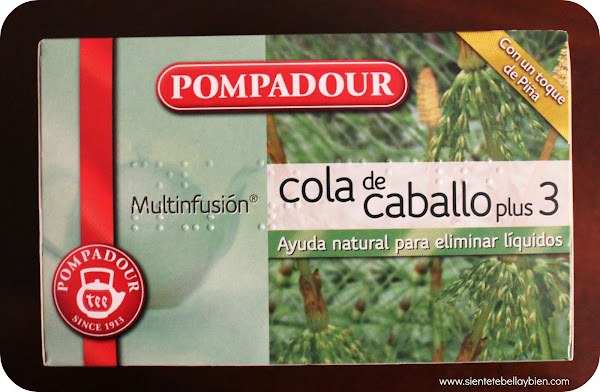 POMPADOUR
Con un toque
de Piña
Multinfusión®
cola de
caballo plus 3
Ayuda natural para eliminar líquidos
POMPADOUR
tee
SINCE 1913
www.sientetebellaybien.com